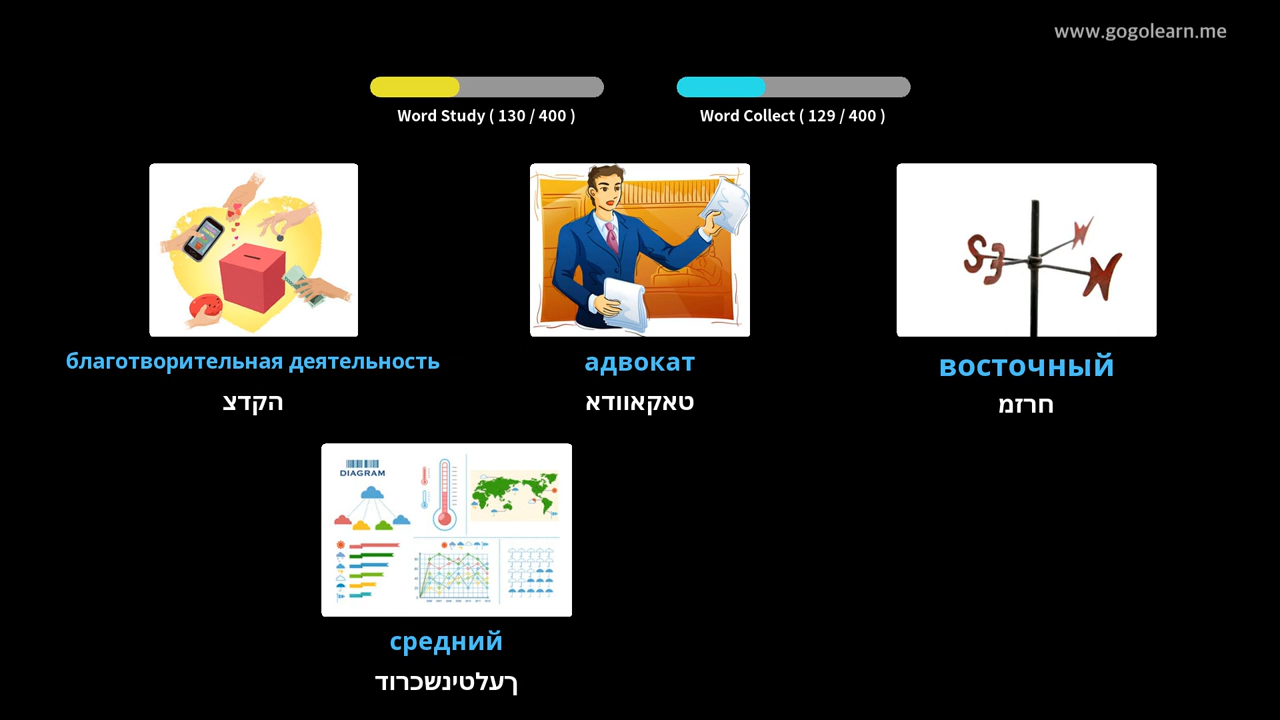 www.gogolearn.me
Word Study ( 130 / 400 )
Word Collect ( 129 / 400 )
благотворительная деятельность
הקדצ
адвокат
טאקאוודא
восточный
חרזמ
DIAGRAM
средний
ךעלטינשכרוד